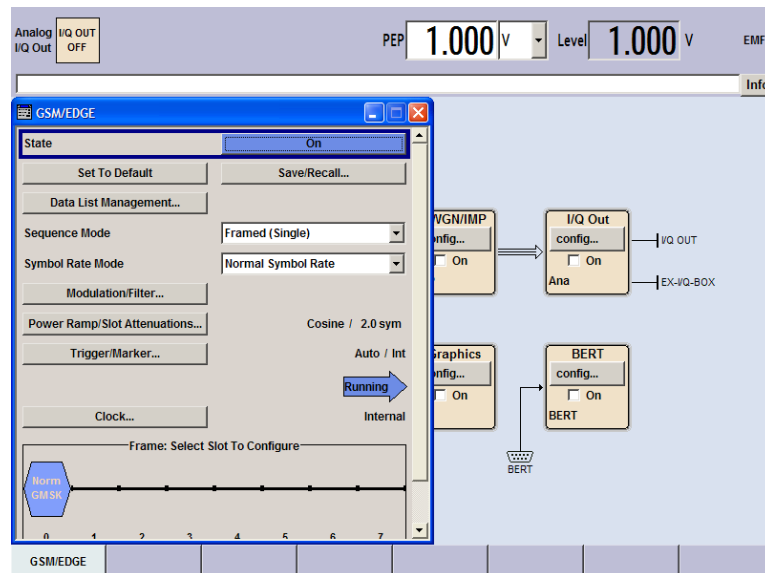 Analog I/Q OUT
I/Q Out OFF
PEP 1.000 V Level 1.000 V EMF
Info
GSM/EDGE
State On
Set To Default Save/Recall...
Data List Management...
Sequence Mode Framed (Single)
Symbol Rate Mode Normal Symbol Rate
Modulation/Filter...
Power Ramp/Slot Attenuations... Cosine / 2.0 sym
Trigger/Marker... Auto / Int
Running
Clock... Internal
Frame: Select Slot To Configure
Norm
GMSK
0 1 2 3 4 5 6 7
WGN/IMP
nfig...
On
I/Q Out
config...
On
Ana
I/Q OUT
EX-I/Q-BOX
Graphics
nfig...
On
BERT
config...
On
BERT
BERT
GSM/EDGE